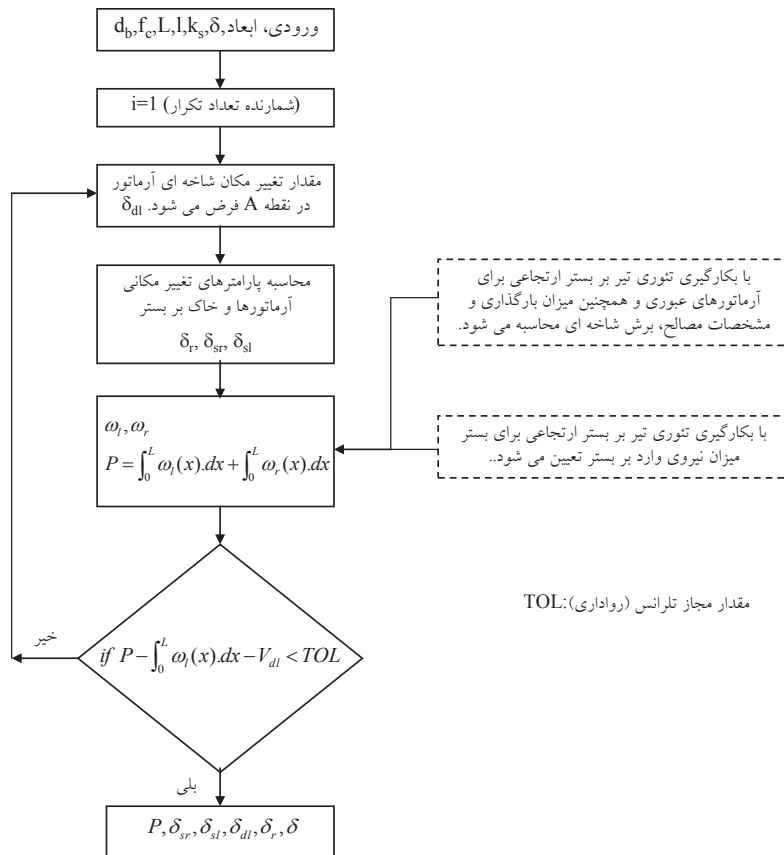 ورودی، ابعاد,d_b,f_c,L,l,k_s,δ
i=1 (شمارنده تعداد تکرار)
مقدار تغییر مکان شاخه ای آرماتور
در نقطه A فرض می شود. δ_dl
محاسبه پارامترهای تغییر مکانی
آرماتورها و خاک بر بستر
δ_r, δ_sr, δ_sl
با بکارگیری تئوری تیر بر بستر ارتجاعی برای
آرماتورهای عبوری و همچنین میزان بارگذاری و
مشخصات مصالح، برش شاخه ای محاسبه می شود.
ω_l, ω_r
P = ∫_0^L ω_l(x).dx + ∫_0^L ω_r(x).dx
با بکارگیری تئوری تیر بر بستر ارتجاعی برای بستر
میزان نیروی وارد بر بستر تعیین می شود..
مقدار مجاز تلرانس (رواداری):TOL
خیر
if P − ∫_0^L ω_l(x).dx − V_dl < TOL
بلی
P, δ_sr, δ_sl, δ_dl, δ_r, δ